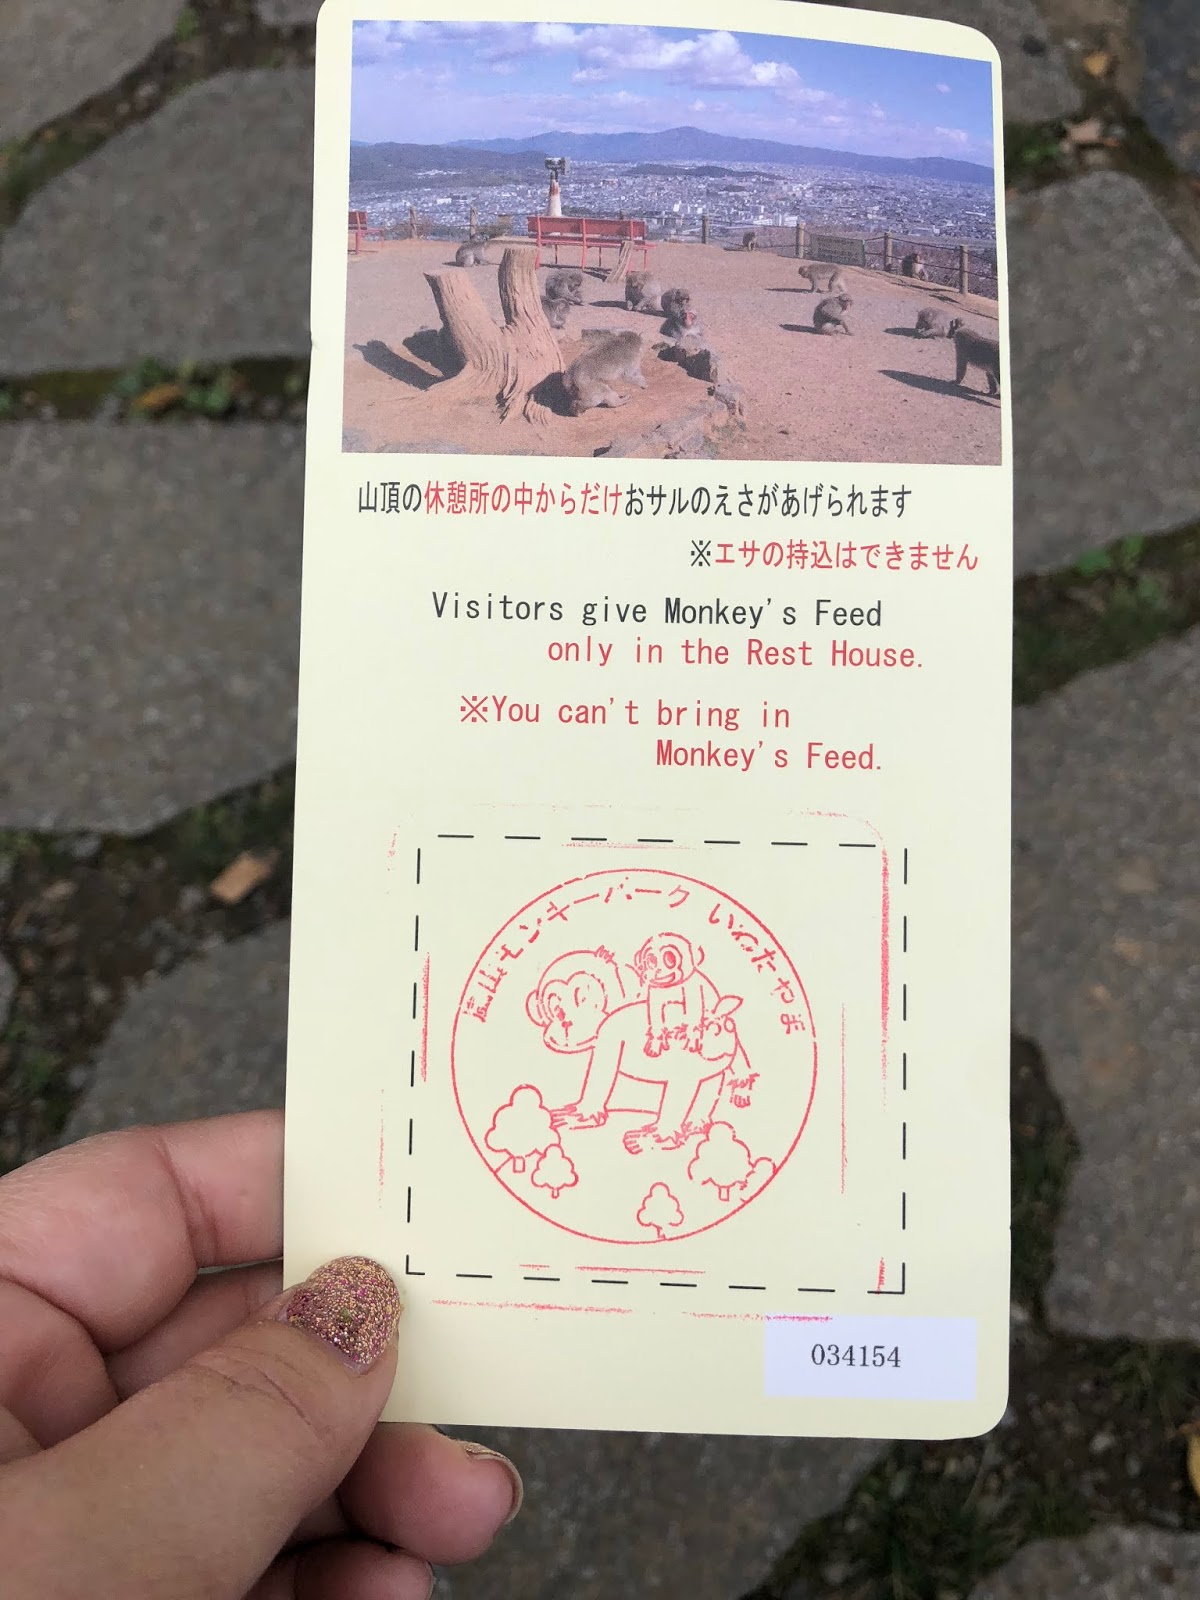 山頂の休憩所の中からだけおサルのえさがあげられます
※エサの持込はできません
Visitors give Monkey's Feed
only in the Rest House.
※You can't bring in
Monkey's Feed.
嵐山モンキーパーク いわたやま
034154